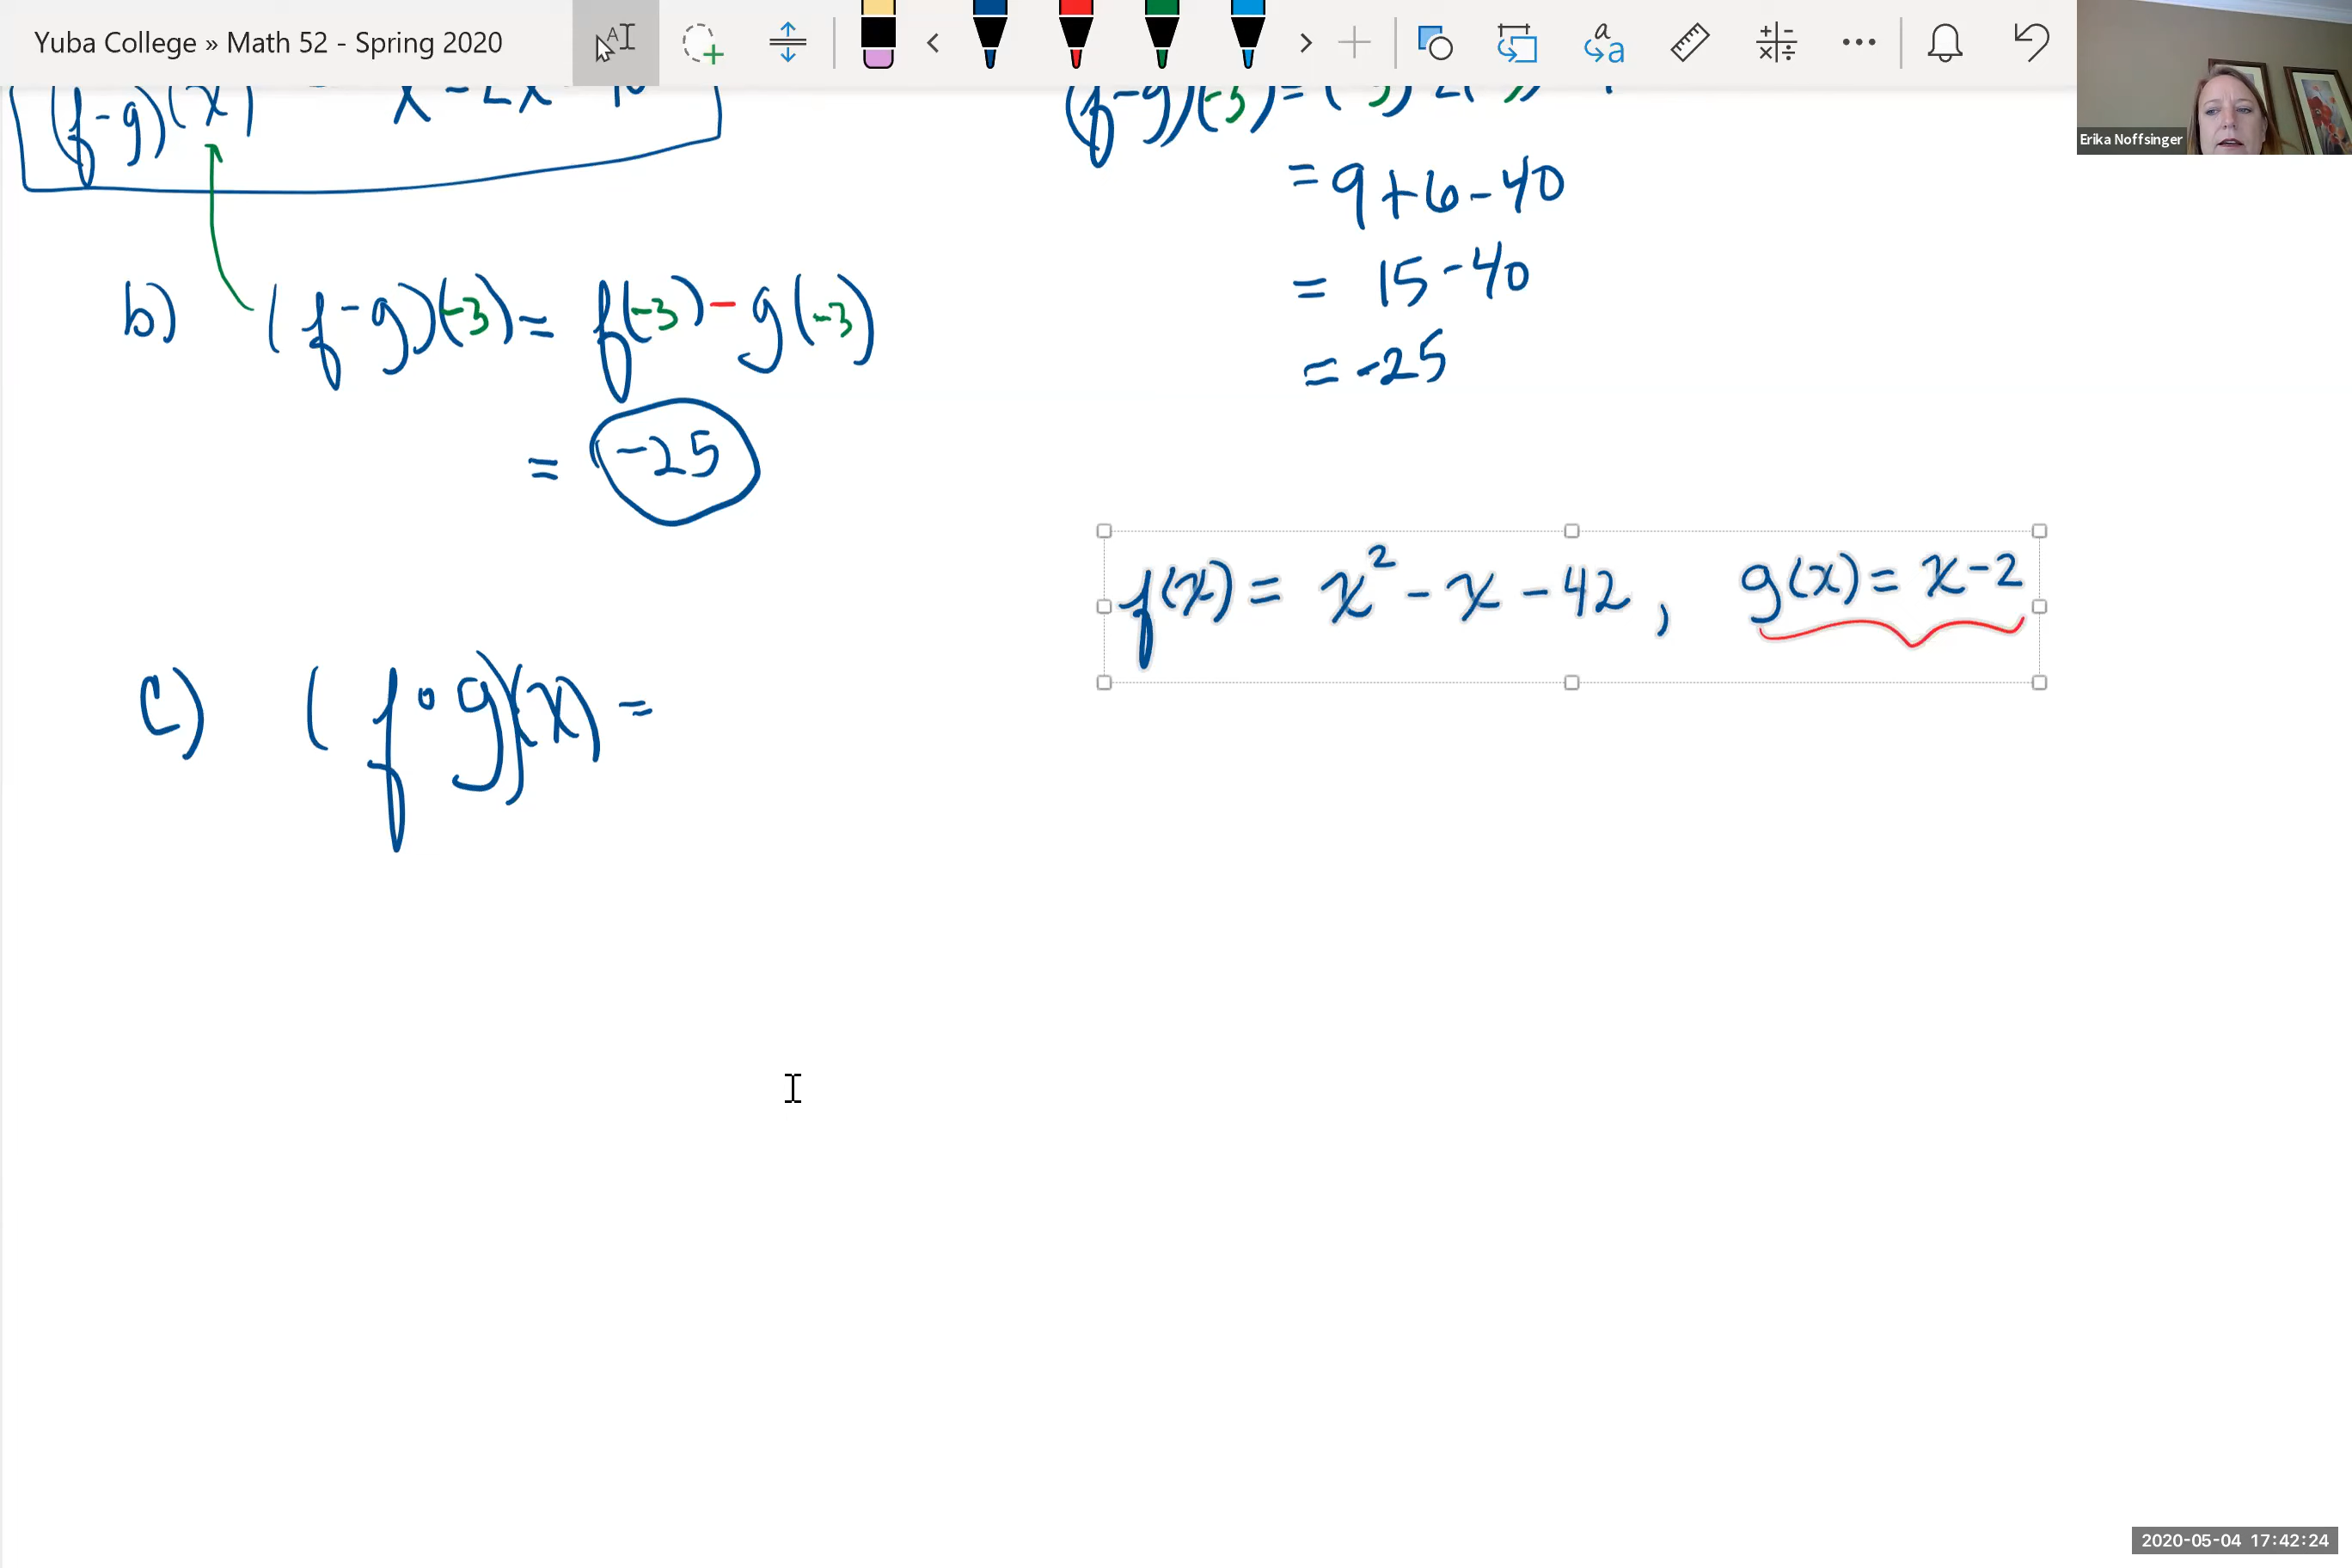 Yuba College » Math 52 - Spring 2020
Erika Noffsinger
(f-g)(x)
(f-g)(-3)=
= 9+6-40
= 15-40
= -25
b) (f-g)(-3) = f(-3) - g(-3)
= -25
f(x) = x² - x - 42, g(x) = x-2
c) (f∘g)(x) =
2020-05-04 17:42:24